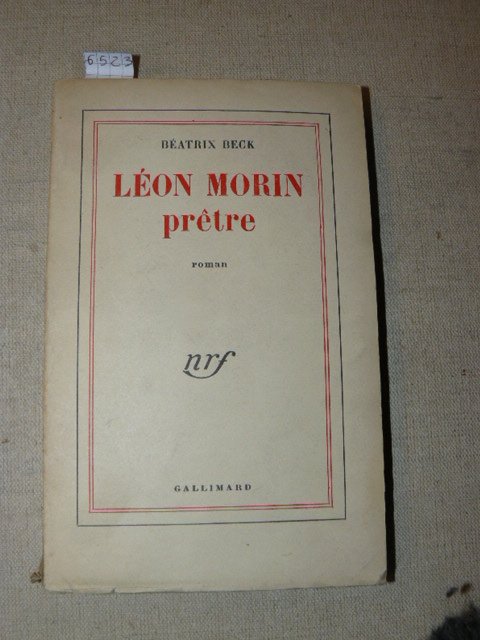 6523
BÉATRIX BECK
LÉON MORIN
prêtre
roman
nrf
GALLIMARD